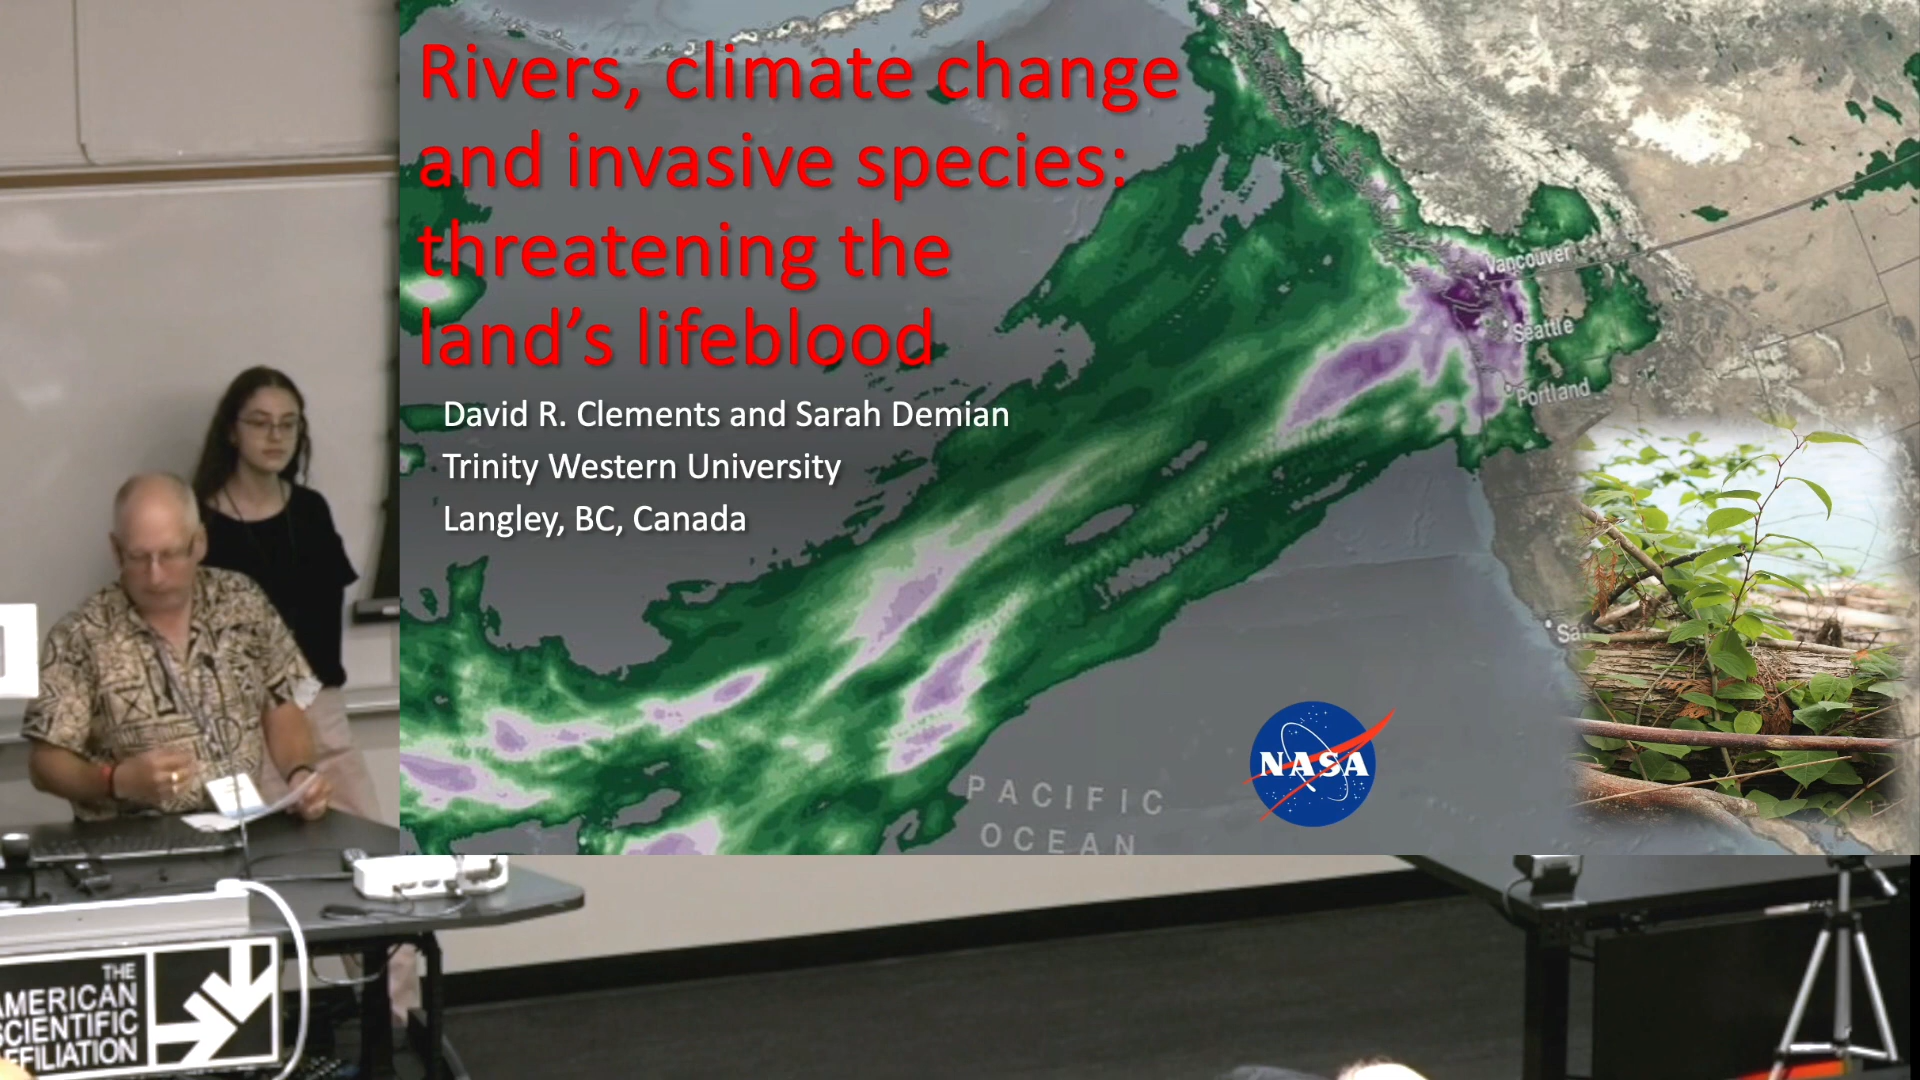 Rivers, climate change
and invasive species:
threatening the
land’s lifeblood
David R. Clements and Sarah Demian
Trinity Western University
Langley, BC, Canada
Vancouver
Seattle
Portland
PACIFIC
OCEAN
NASA
THE
AMERICAN
SCIENTIFIC
AFFILIATION